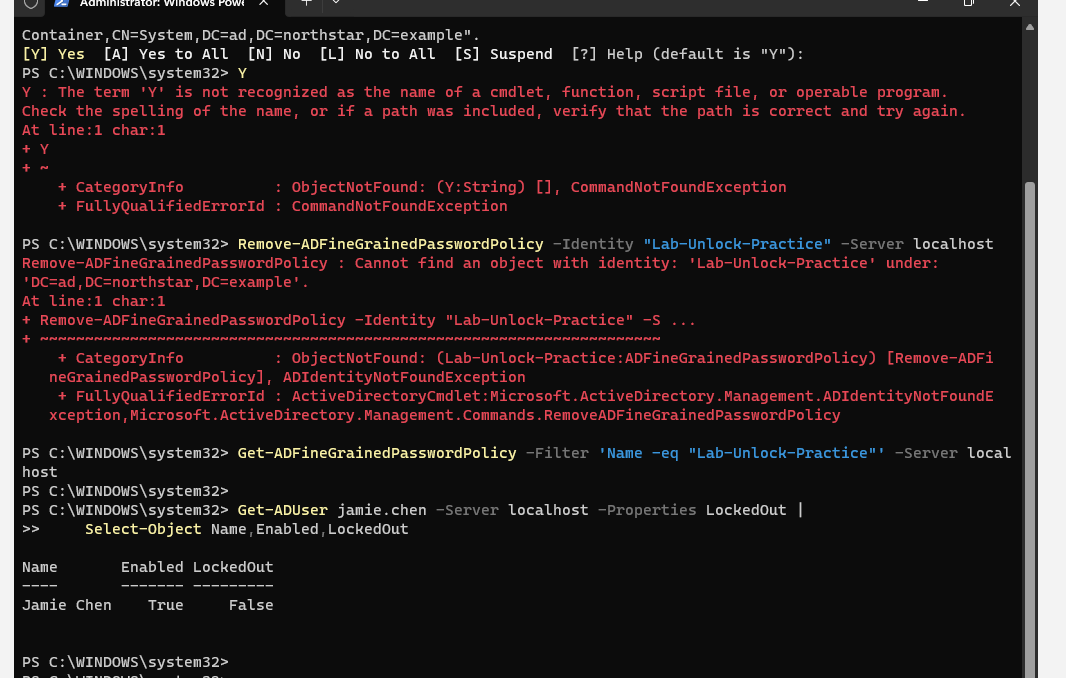 Administrator: Windows Powe
Container,CN=System,DC=ad,DC=northstar,DC=example".
[Y] Yes  [A] Yes to All  [N] No  [L] No to All  [S] Suspend  [?] Help (default is "Y"):
PS C:\WINDOWS\system32> Y
Y : The term 'Y' is not recognized as the name of a cmdlet, function, script file, or operable program.
Check the spelling of the name, or if a path was included, verify that the path is correct and try again.
At line:1 char:1
+ Y
+ ~
    + CategoryInfo          : ObjectNotFound: (Y:String) [], CommandNotFoundException
    + FullyQualifiedErrorId : CommandNotFoundException
PS C:\WINDOWS\system32> Remove-ADFineGrainedPasswordPolicy -Identity "Lab-Unlock-Practice" -Server localhost
Remove-ADFineGrainedPasswordPolicy : Cannot find an object with identity: 'Lab-Unlock-Practice' under:
'DC=ad,DC=northstar,DC=example'.
At line:1 char:1
+ Remove-ADFineGrainedPasswordPolicy -Identity "Lab-Unlock-Practice" -S ...
+ ~~~~~~~~~~~~~~~~~~~~~~~~~~~~~~~~~~~~~~~~~~~~~~~~~~~~~~~~~~~~~~~~~~~~~
    + CategoryInfo          : ObjectNotFound: (Lab-Unlock-Practice:ADFineGrainedPasswordPolicy) [Remove-ADFi
   neGrainedPasswordPolicy], ADIdentityNotFoundException
    + FullyQualifiedErrorId : ActiveDirectoryCmdlet:Microsoft.ActiveDirectory.Management.ADIdentityNotFoundE
   xception,Microsoft.ActiveDirectory.Management.Commands.RemoveADFineGrainedPasswordPolicy
PS C:\WINDOWS\system32> Get-ADFineGrainedPasswordPolicy -Filter 'Name -eq "Lab-Unlock-Practice"' -Server local
host
PS C:\WINDOWS\system32>
PS C:\WINDOWS\system32> Get-ADUser jamie.chen -Server localhost -Properties LockedOut |
>>     Select-Object Name,Enabled,LockedOut
Name       Enabled LockedOut
----       ------- ---------
Jamie Chen    True     False
PS C:\WINDOWS\system32>
PS C:\WINDOWS\system32>